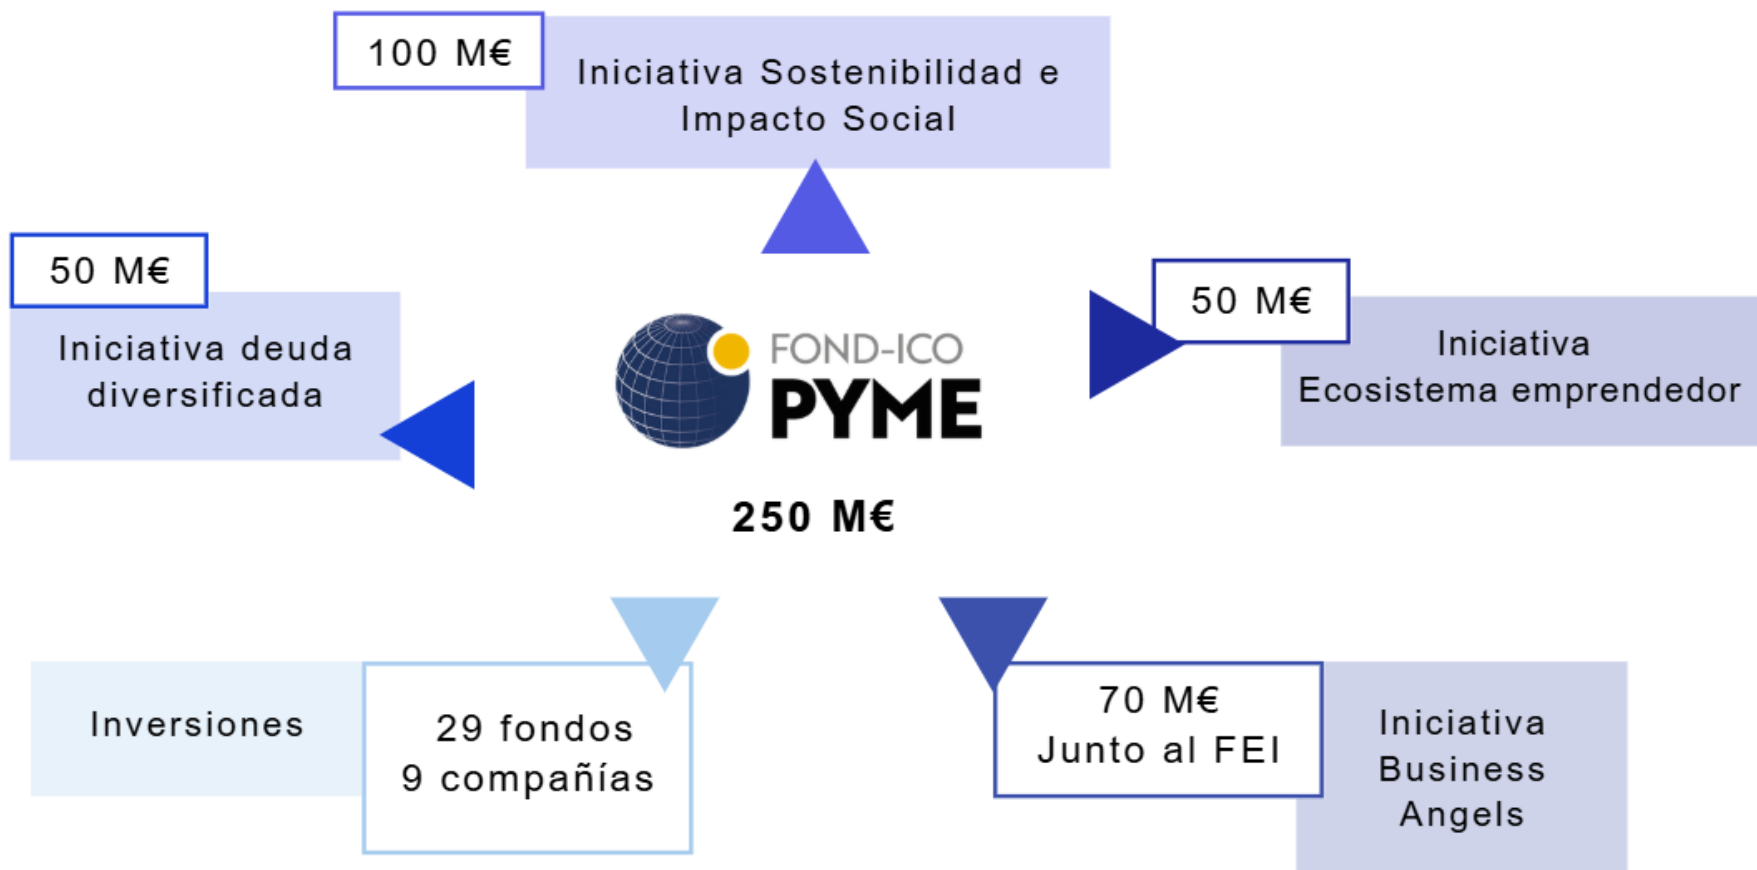 100 M€
Iniciativa Sostenibilidad e
Impacto Social
50 M€
Iniciativa deuda
diversificada
FOND-ICO
PYME
250 M€
50 M€
Iniciativa
Ecosistema emprendedor
Inversiones
29 fondos
9 compañías
70 M€
Junto al FEI
Iniciativa
Business
Angels